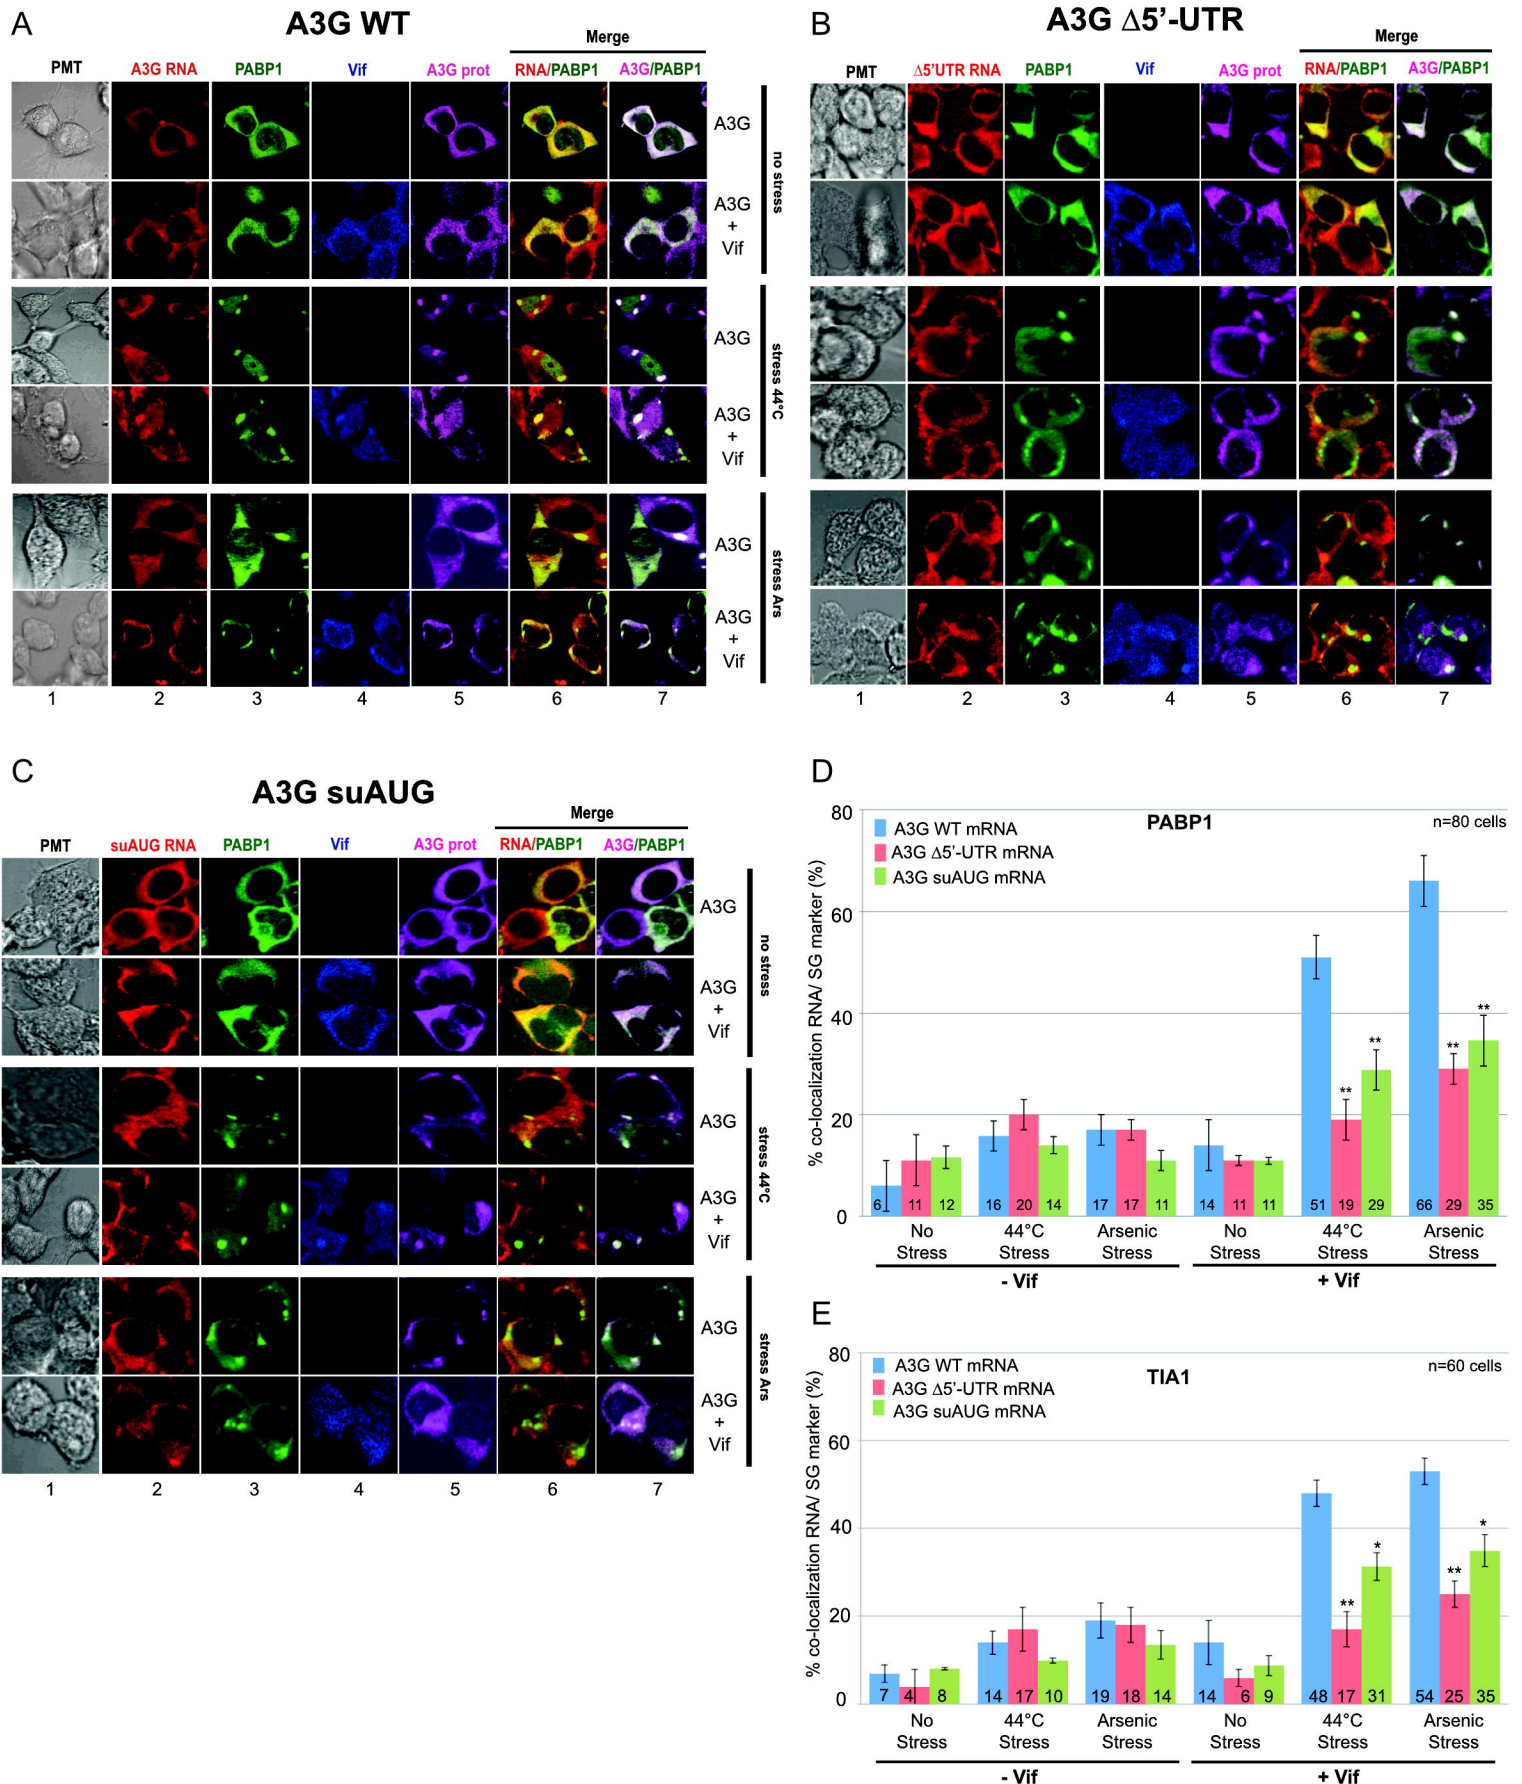 A
A3G WT
Merge
PMT A3G RNA PABP1 Vif A3G prot RNA/PABP1 A3G/PABP1
A3G
A3G + Vif
no stress
A3G
A3G + Vif
stress 44°C
A3G
A3G + Vif
stress Ars
1 2 3 4 5 6 7
B
A3G Δ5’-UTR
Merge
PMT Δ5’UTR RNA PABP1 Vif A3G prot RNA/PABP1 A3G/PABP1
1 2 3 4 5 6 7
C
A3G suAUG
Merge
PMT suAUG RNA PABP1 Vif A3G prot RNA/PABP1 A3G/PABP1
A3G
A3G + Vif
no stress
A3G
A3G + Vif
stress 44°C
A3G
A3G + Vif
stress Ars
1 2 3 4 5 6 7
D
PABP1
n=80 cells
A3G WT mRNA
A3G Δ5’-UTR mRNA
A3G suAUG mRNA
% co-localization RNA/ SG marker (%)
80
60
40
20
0
** ** ** **
6 11 12 16 20 14 17 17 11 14 11 11 51 19 29 66 29 35
No Stress 44°C Stress Arsenic Stress No Stress 44°C Stress Arsenic Stress
- Vif + Vif
E
TIA1
n=60 cells
A3G WT mRNA
A3G Δ5’-UTR mRNA
A3G suAUG mRNA
% co-localization RNA/ SG marker (%)
80
60
40
20
0
** * ** *
7 4 8 14 17 10 19 18 14 14 6 9 48 17 31 54 25 35
No Stress 44°C Stress Arsenic Stress No Stress 44°C Stress Arsenic Stress
- Vif + Vif